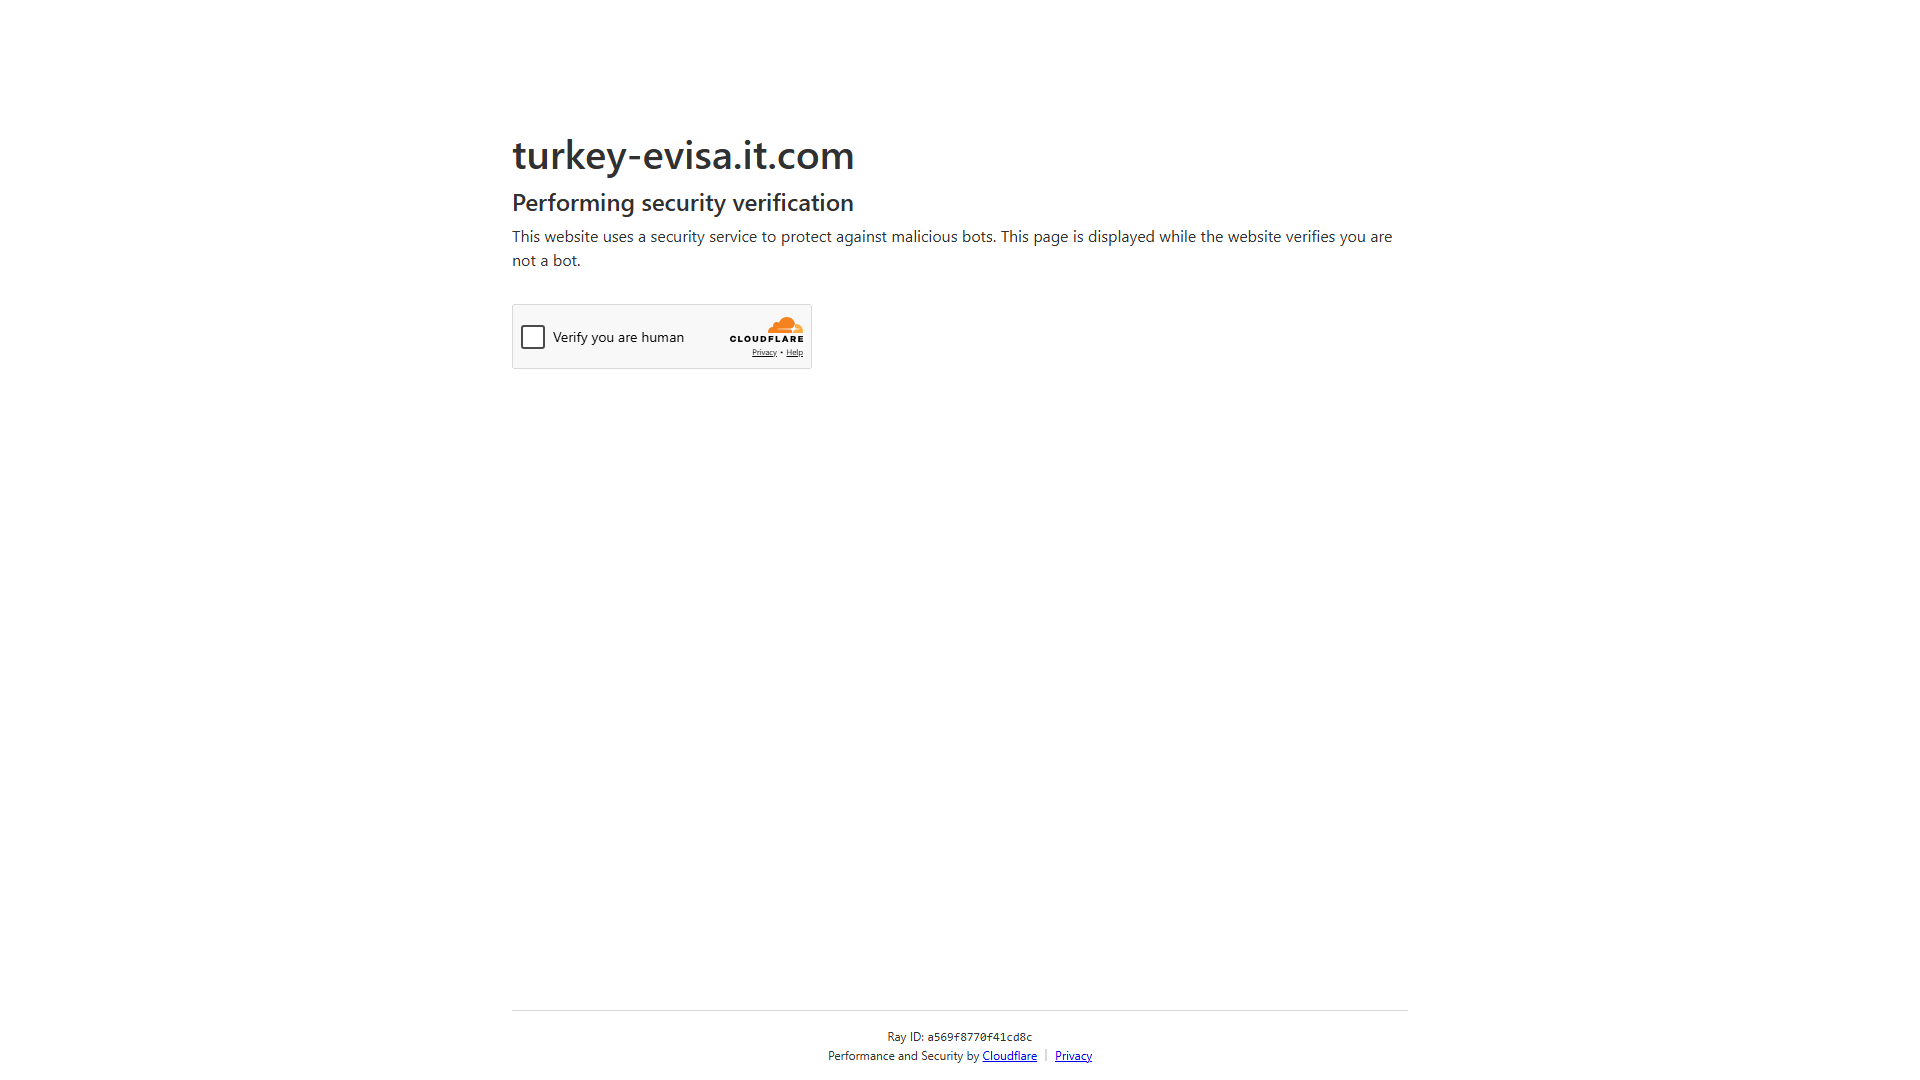 turkey-evisa.it.com
Performing security verification
This website uses a security service to protect against malicious bots. This page is displayed while the website verifies you are
not a bot.
Verify you are human
CLOUDFLARE
Privacy • Help
Ray ID: a569f8770f41cd8c
Performance and Security by Cloudflare | Privacy